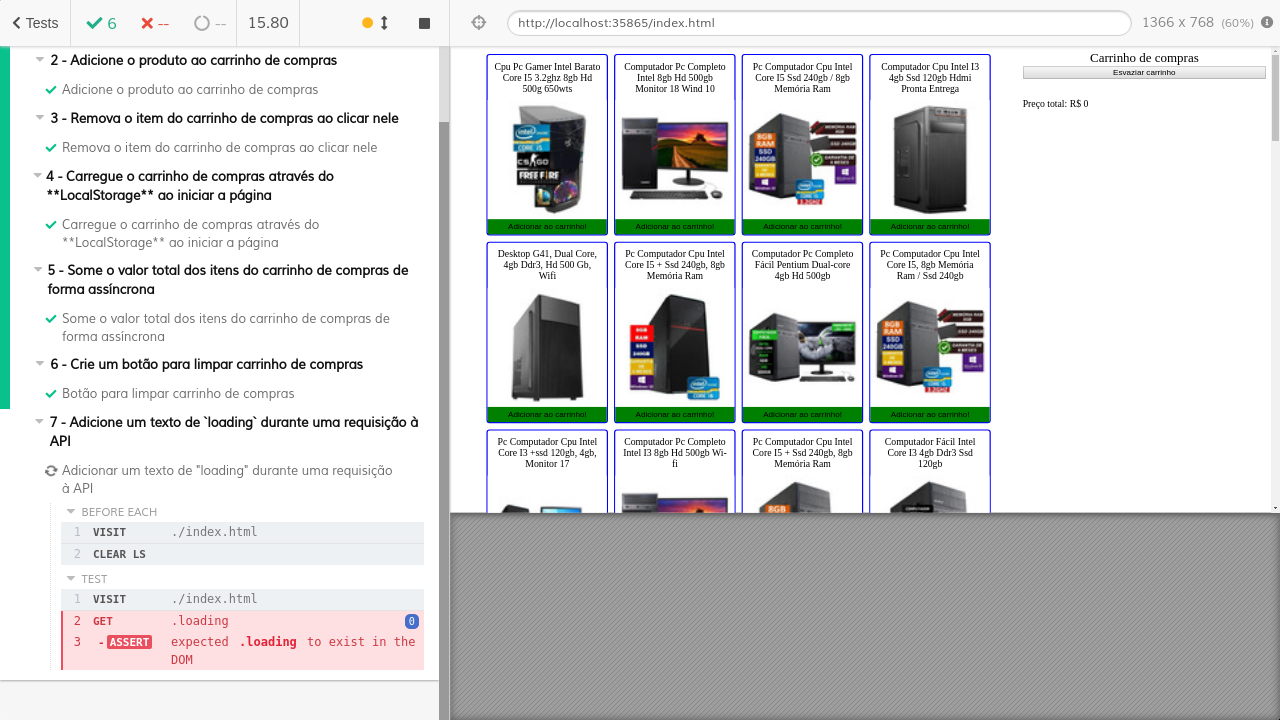 Tests
6
--
--
15.80
http://localhost:35865/index.html
1366 x 768 (60%)
2 - Adicione o produto ao carrinho de compras
Adicione o produto ao carrinho de compras
3 - Remova o item do carrinho de compras ao clicar nele
Remova o item do carrinho de compras ao clicar nele
4 - Carregue o carrinho de compras através do
**LocalStorage** ao iniciar a página
Carregue o carrinho de compras através do
**LocalStorage** ao iniciar a página
5 - Some o valor total dos itens do carrinho de compras de
forma assíncrona
Some o valor total dos itens do carrinho de compras de
forma assíncrona
6 - Crie um botão para limpar carrinho de compras
Botão para limpar carrinho de compras
7 - Adicione um texto de `loading` durante uma requisição à
API
Adicionar um texto de "loading" durante uma requisição
à API
BEFORE EACH
1 VISIT ./index.html
2 CLEAR LS
TEST
1 VISIT ./index.html
2 GET .loading 0
3 -ASSERT expected .loading to exist in the
DOM
Cpu Pc Gamer Intel Barato
Core I5 3.2ghz 8gb Hd
500g 650wts
Adicionar ao carrinho!
Computador Pc Completo
Intel 8gb Hd 500gb
Monitor 18 Wind 10
Adicionar ao carrinho!
Pc Computador Cpu Intel
Core I5 Ssd 240gb / 8gb
Memória Ram
Adicionar ao carrinho!
Computador Cpu Intel I3
4gb Ssd 120gb Hdmi
Pronta Entrega
Adicionar ao carrinho!
Desktop G41, Dual Core,
4gb Ddr3, Hd 500 Gb,
Wifi
Adicionar ao carrinho!
Pc Computador Cpu Intel
Core I5 + Ssd 240gb, 8gb
Memória Ram
Adicionar ao carrinho!
Computador Pc Completo
Fácil Pentium Dual-core
4gb Hd 500gb
Adicionar ao carrinho!
Pc Computador Cpu Intel
Core I5, 8gb Memória
Ram / Ssd 240gb
Adicionar ao carrinho!
Pc Computador Cpu Intel
Core I3 +ssd 120gb, 4gb,
Monitor 17
Computador Pc Completo
Intel I3 8gb Hd 500gb Wi-
fi
Pc Computador Cpu Intel
Core I5 + Ssd 240gb, 8gb
Memória Ram
Computador Fácil Intel
Core I3 4gb Ddr3 Ssd
120gb
Carrinho de compras
Esvaziar carrinho
Preço total: R$ 0